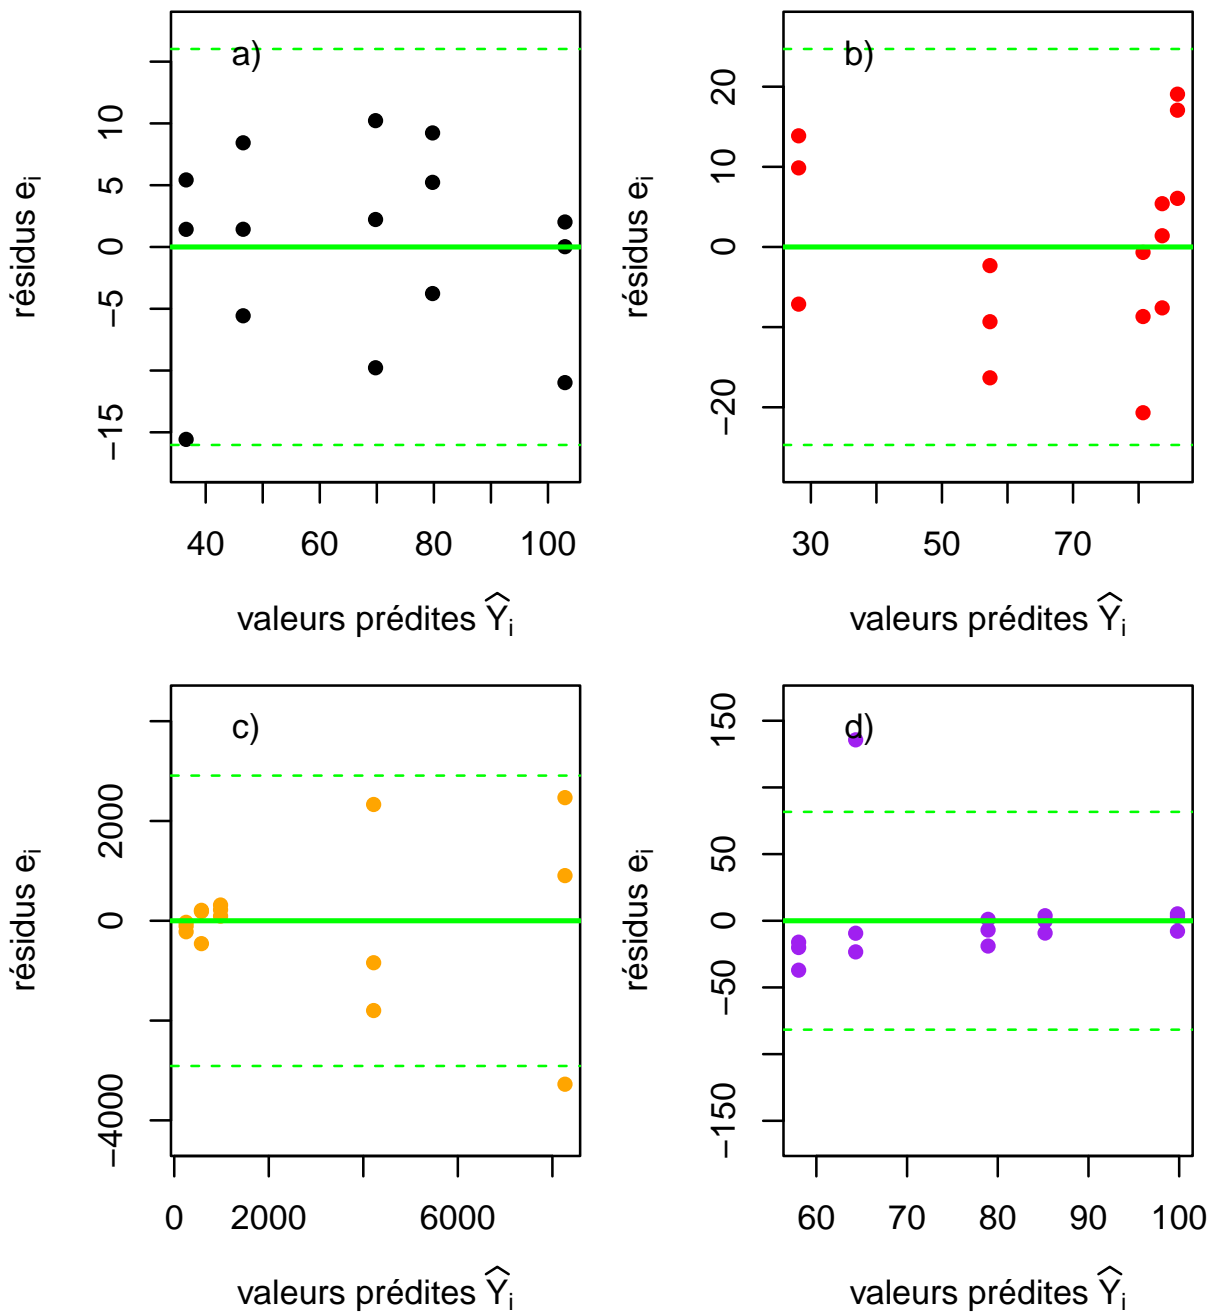 a)
résidus ei
10
5
0
−5
−15
40 60 80 100
valeurs prédites Ŷi
b)
résidus ei
20
10
0
−20
30 50 70
valeurs prédites Ŷi
c)
résidus ei
2000
0
−4000
0 2000 6000
valeurs prédites Ŷi
d)
résidus ei
150
50
0
−50
−150
60 70 80 90 100
valeurs prédites Ŷi